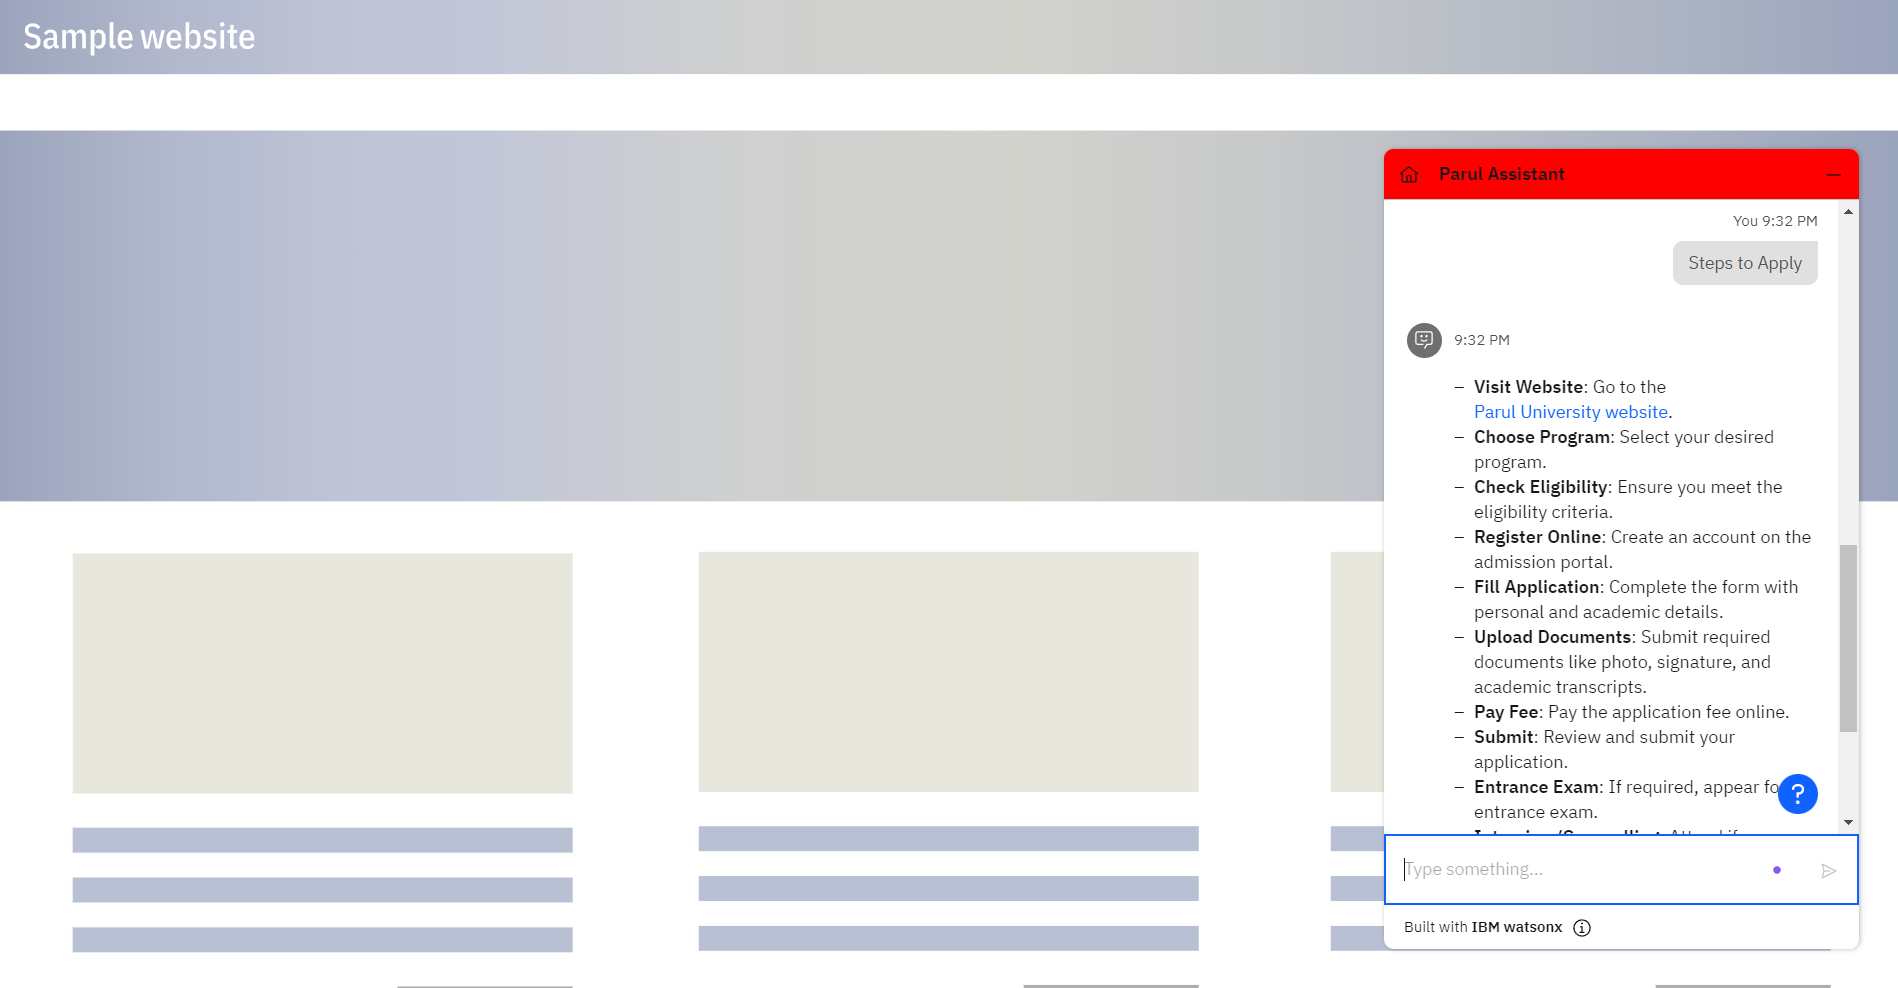 Sample website
Parul Assistant
You 9:32 PM
Steps to Apply
9:32 PM
– Visit Website: Go to the
Parul University website.
– Choose Program: Select your desired
program.
– Check Eligibility: Ensure you meet the
eligibility criteria.
– Register Online: Create an account on the
admission portal.
– Fill Application: Complete the form with
personal and academic details.
– Upload Documents: Submit required
documents like photo, signature, and
academic transcripts.
– Pay Fee: Pay the application fee online.
– Submit: Review and submit your
application.
– Entrance Exam: If required, appear
entrance exam.
?
Type something...
Built with IBM watsonx